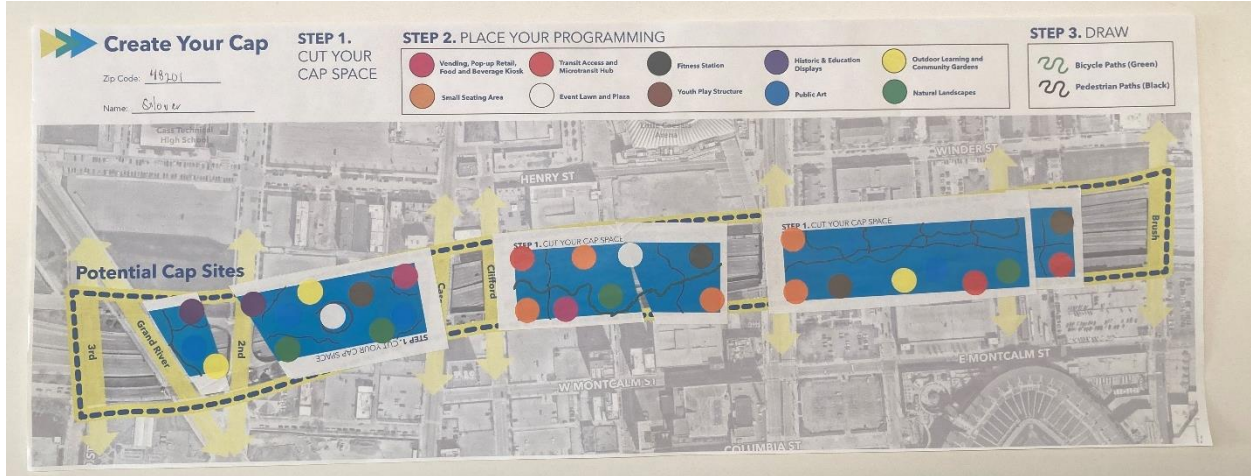 Create Your Cap
Zip Code: 48201
Name: Glover
STEP 1.
CUT YOUR
CAP SPACE
STEP 2. PLACE YOUR PROGRAMMING
Vending, Pop-up Retail,
Food and Beverage Kiosk
Transit Access and
Microtransit Hub
Fitness Station
Historic & Education
Displays
Outdoor Learning and
Community Gardens
Small Seating Area
Event Lawn and Plaza
Youth Play Structure
Public Art
Natural Landscapes
STEP 3. DRAW
Bicycle Paths (Green)
Pedestrian Paths (Black)
Cass Technical
High School
Little Caesars
Arena
HENRY ST
WINDER ST
Potential Cap Sites
3rd
Grand River
2nd
STEP 1. CUT YOUR CAP SPACE
Clifford
STEP 1. CUT YOUR CAP SPACE
STEP 1. CUT YOUR CAP SPACE
Brush
W MONTCALM ST
E MONTCALM ST
COLUMBIA ST